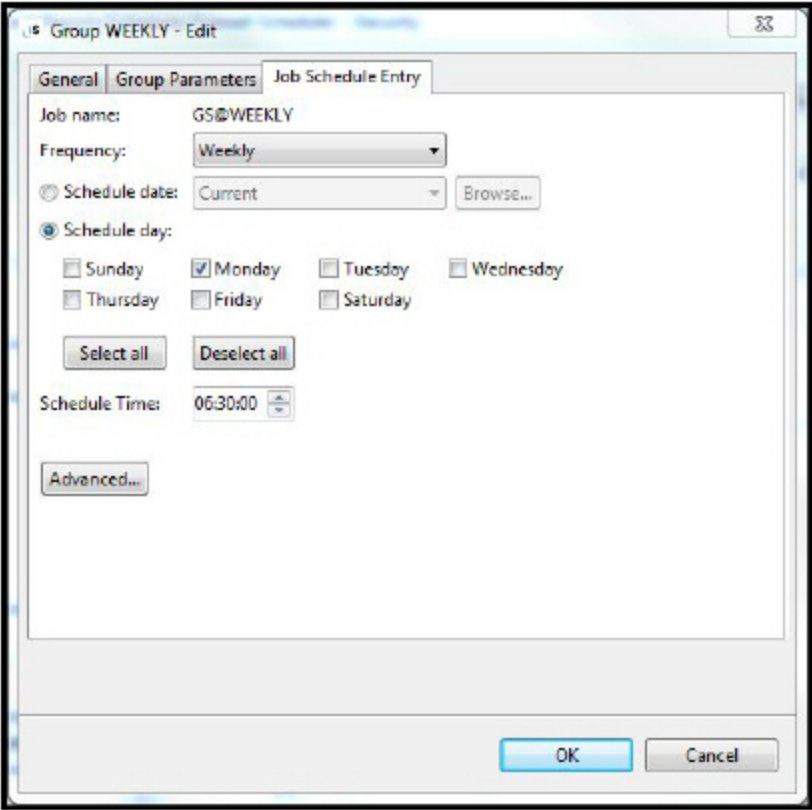 Group WEEKLY - Edit
General Group Parameters Job Schedule Entry
Job name: GS@WEEKLY
Frequency: Weekly
Schedule date: Current Browse...
Schedule day:
Sunday Monday Tuesday Wednesday
Thursday Friday Saturday
Select all Deselect all
Schedule Time: 06:30:00
Advanced...
OK Cancel